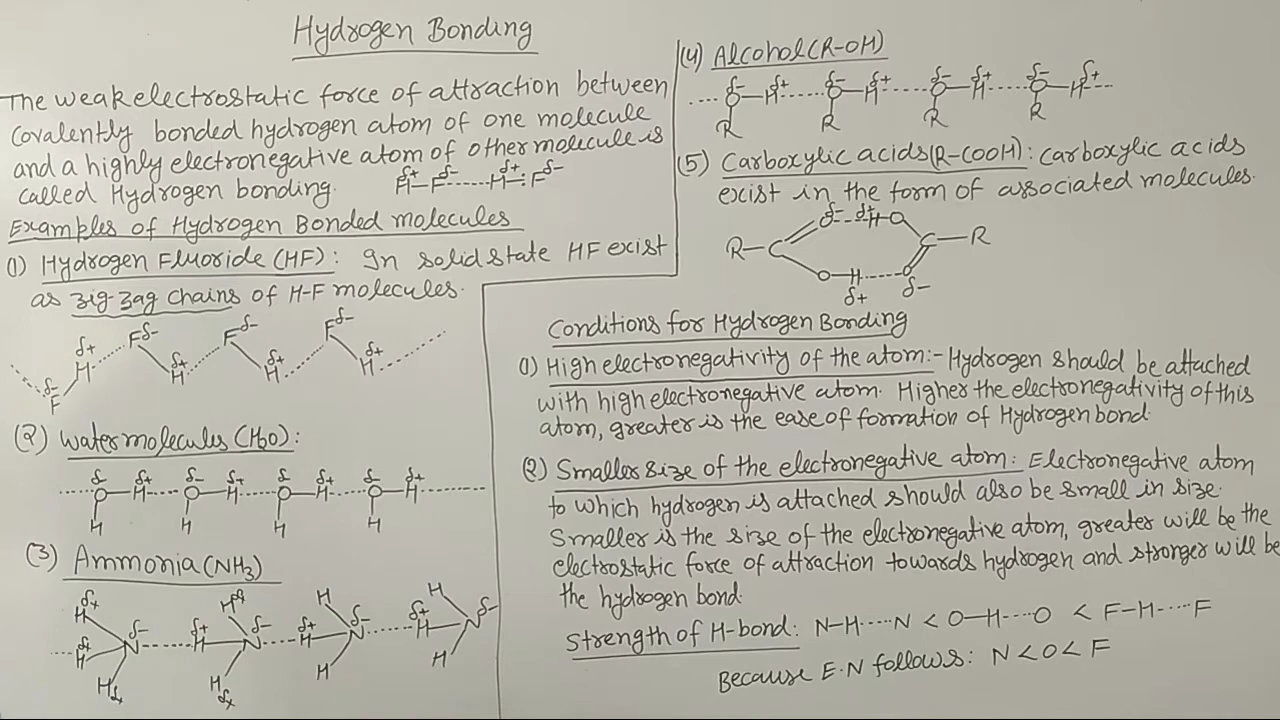 Hydrogen Bonding
The weak electrostatic force of attraction between
covalently bonded hydrogen atom of one molecule
and a highly electronegative atom of other molecule is
called Hydrogen bonding. δ+ H–F δ- ...... δ+ H–:F δ-
Examples of Hydrogen Bonded molecules
(1) Hydrogen Fluoride (HF): In solid state HF exist
as zig zag chains of H-F molecules.
F δ- F δ- F δ-
δ+ H δ+ H δ+ H δ+ H
δ- F
(2) Water molecules (H2O):
δ- δ+ δ- δ+ δ- δ+ δ- δ+
......O–H......O–H......O–H......O–H......
H H H H
(3) Ammonia (NH3)
δ+ H H δ+ H H
δ+ H N δ- ...... δ+ H N δ- ...... δ+ H N δ- ...... δ+ H N δ-
H δ+ H δ+ H H
(4) Alcohol (R-OH)
δ- δ+ δ- δ+ δ- δ+ δ- δ+
....O–H......O–H......O–H......O–H....
R R R R
(5) Carboxylic acids (R-COOH): carboxylic acids
exist in the form of associated molecules.
O δ- --- δ+ H–O
R–C C–R
O–H......O
δ+ δ-
Conditions for Hydrogen Bonding
(1) High electronegativity of the atom:- Hydrogen should be attached
with high electronegative atom. Higher the electronegativity of this
atom, greater is the ease of formation of Hydrogen bond.
(2) Smaller size of the electronegative atom: Electronegative atom
to which hydrogen is attached should also be small in size.
Smaller is the size of the electronegative atom, greater will be the
electrostatic force of attraction towards hydrogen and stronger will be
the hydrogen bond.
Strength of H-bond: N–H.....N < O–H.....O < F–H.....F
Because E.N follows: N < O < F